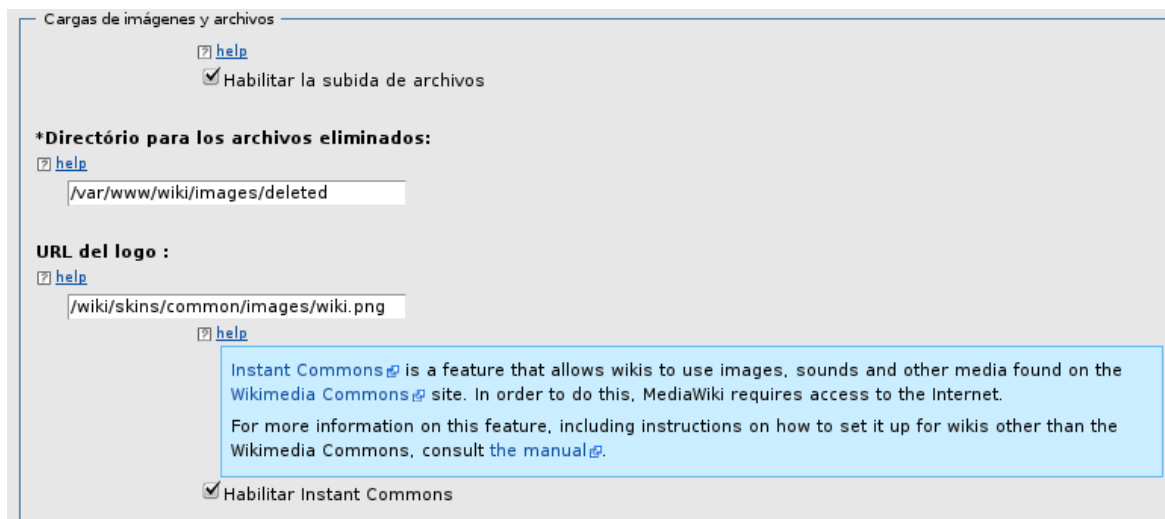 Cargas de imágenes y archivos
? help
Habilitar la subida de archivos
*Directório para los archivos eliminados:
? help
/var/www/wiki/images/deleted
URL del logo :
? help
/wiki/skins/common/images/wiki.png
? help
Instant Commons is a feature that allows wikis to use images, sounds and other media found on the
Wikimedia Commons site. In order to do this, MediaWiki requires access to the Internet.
For more information on this feature, including instructions on how to set it up for wikis other than the
Wikimedia Commons, consult the manual.
Habilitar Instant Commons